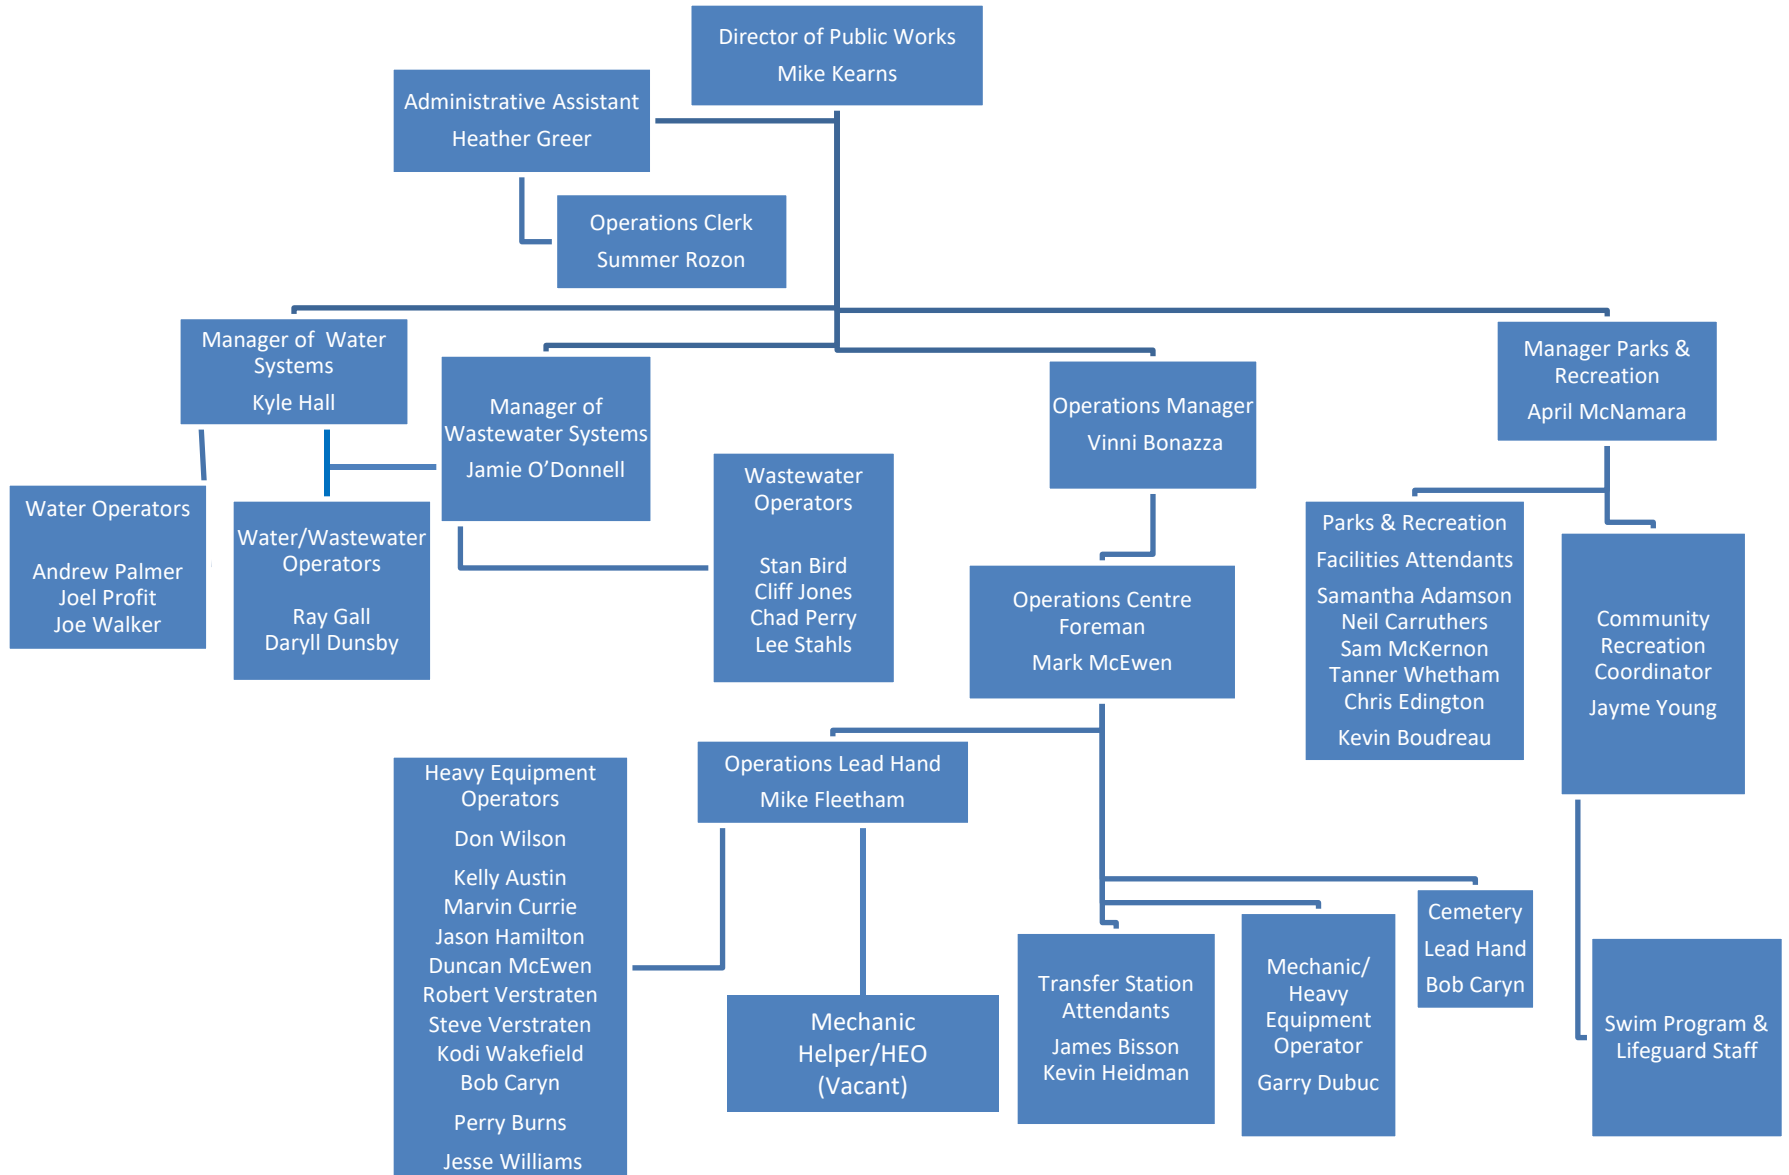 Director of Public Works
Mike Kearns
Administrative Assistant
Heather Greer
Operations Clerk
Summer Rozon
Manager of  Water
Systems
Kyle Hall
Manager of
Wastewater Systems
Jamie O’Donnell
Operations Manager
Vinni Bonazza
Manager Parks &
Recreation
April McNamara
Water Operators
Andrew Palmer
Joel Profit
Joe Walker
Water/Wastewater
Operators
Ray Gall
Daryll Dunsby
Wastewater
Operators
Stan Bird
Cliff Jones
Chad Perry
Lee Stahls
Operations Centre
Foreman
Mark McEwen
Parks & Recreation
Facilities Attendants
Samantha Adamson
Neil Carruthers
Sam McKernon
Tanner Whetham
Chris Edington
Kevin Boudreau
Community
Recreation
Coordinator
Jayme Young
Operations Lead Hand
Mike Fleetham
Heavy Equipment
Operators
Don Wilson
Kelly Austin
Marvin Currie
Jason Hamilton
Duncan McEwen
Robert Verstraten
Steve Verstraten
Kodi Wakefield
Bob Caryn
Perry Burns
Jesse Williams
Mechanic
Helper/HEO
(Vacant)
Transfer Station
Attendants
James Bisson
Kevin Heidman
Mechanic/
Heavy
Equipment
Operator
Garry Dubuc
Cemetery
Lead Hand
Bob Caryn
Swim Program &
Lifeguard Staff